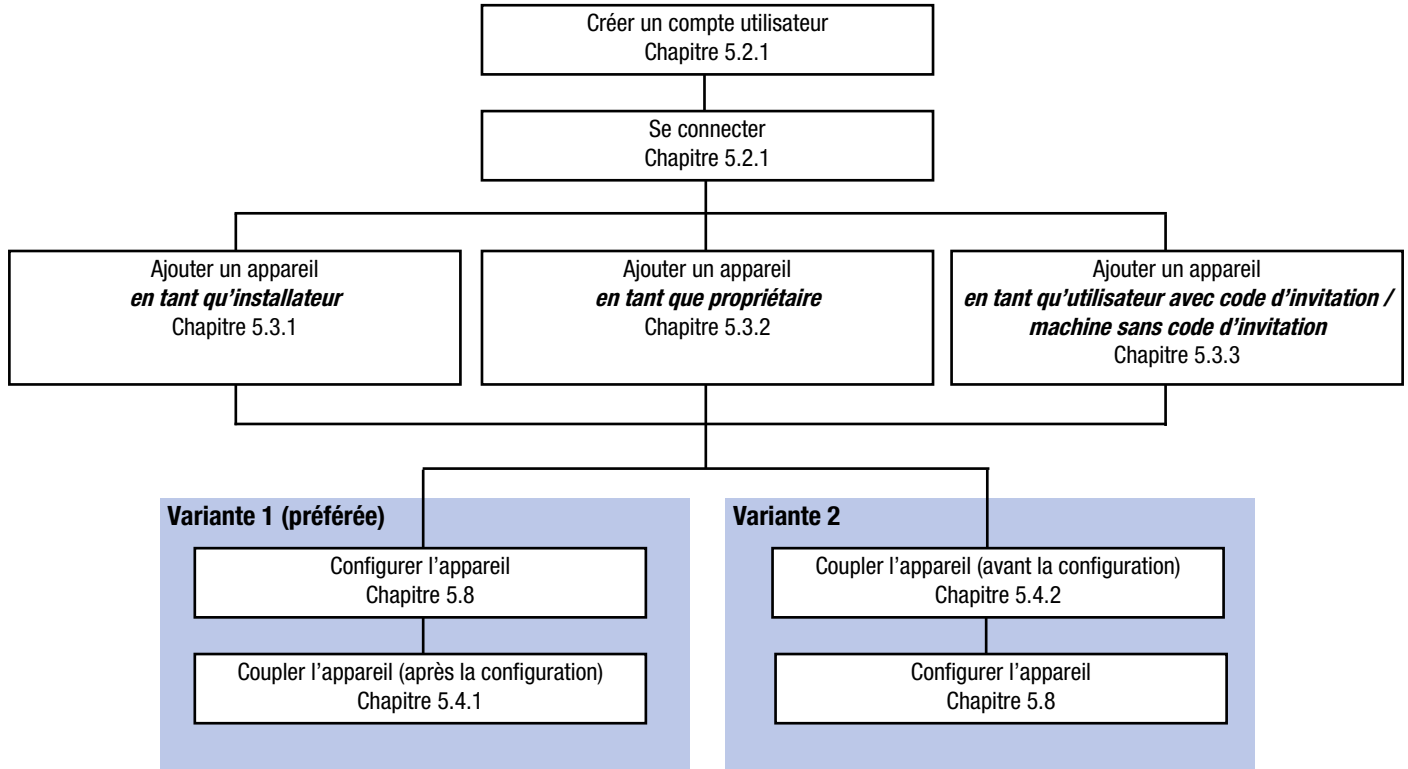 Créer un compte utilisateur
Chapitre 5.2.1
Se connecter
Chapitre 5.2.1
Ajouter un appareil
en tant qu’installateur
Chapitre 5.3.1
Ajouter un appareil
en tant que propriétaire
Chapitre 5.3.2
Ajouter un appareil
en tant qu’utilisateur avec code d’invitation /
machine sans code d’invitation
Chapitre 5.3.3
Variante 1 (préférée)
Configurer l’appareil
Chapitre 5.8
Coupler l’appareil (après la configuration)
Chapitre 5.4.1
Variante 2
Coupler l’appareil (avant la configuration)
Chapitre 5.4.2
Configurer l’appareil
Chapitre 5.8